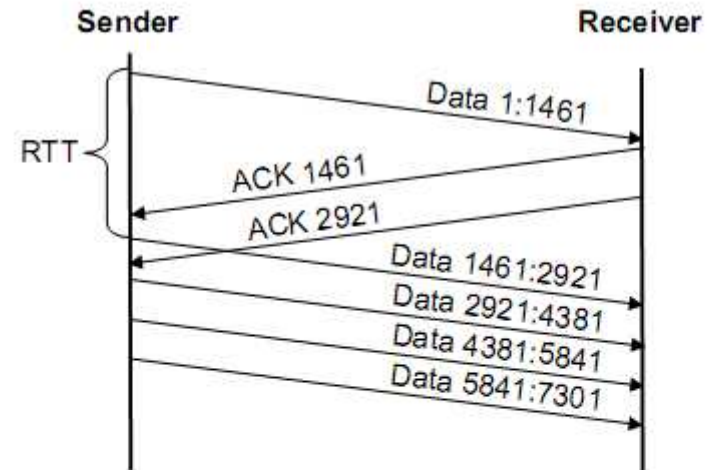 Sender
Receiver
Data 1:1461
RTT
ACK 1461
ACK 2921
Data 1461:2921
Data 2921:4381
Data 4381:5841
Data 5841:7301